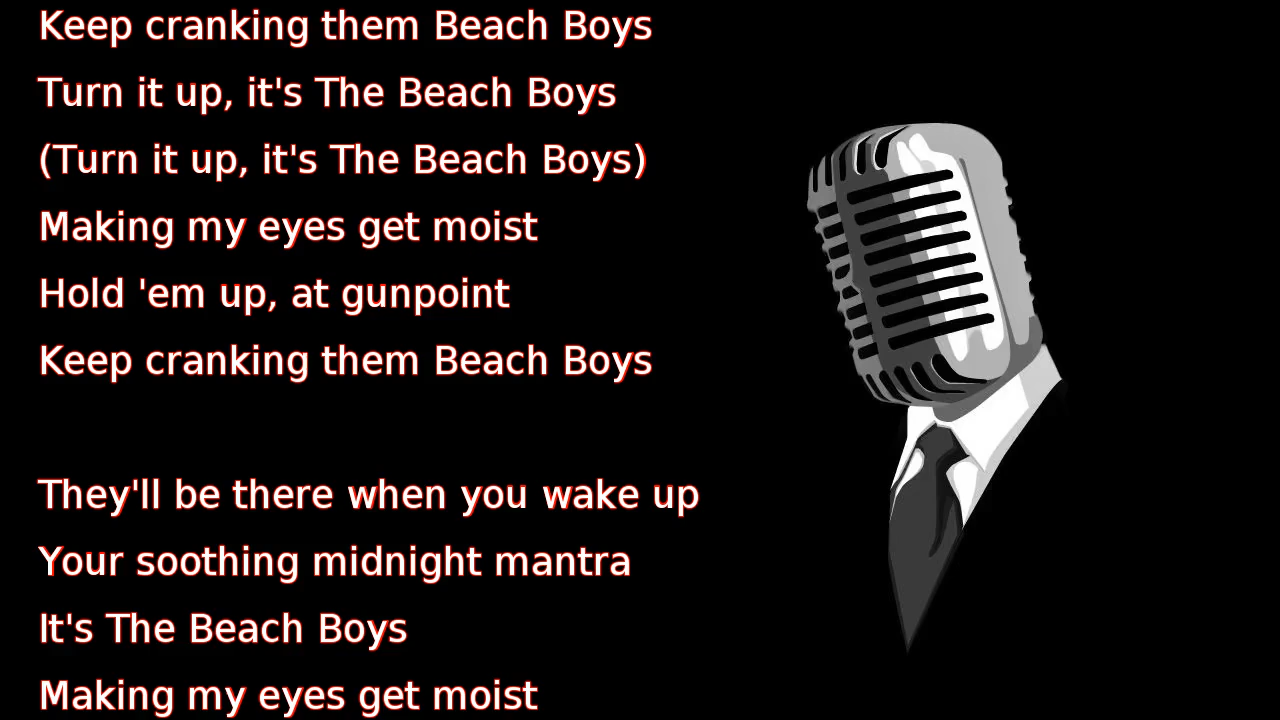 Keep cranking them Beach Boys
Turn it up, it's The Beach Boys
(Turn it up, it's The Beach Boys)
Making my eyes get moist
Hold 'em up, at gunpoint
Keep cranking them Beach Boys
They'll be there when you wake up
Your soothing midnight mantra
It's The Beach Boys
Making my eyes get moist